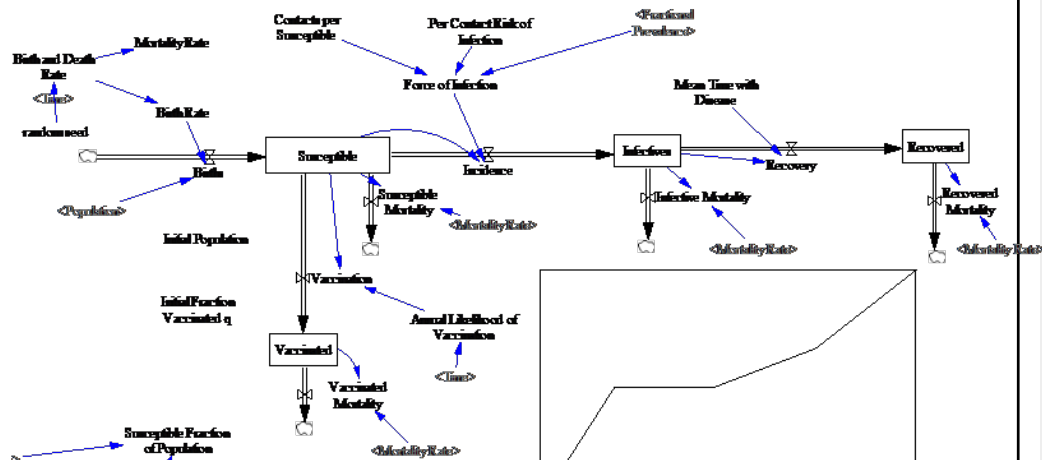 Contacts per
Susceptible
Per Contact Risk of
Infection
<Fractional
Prevalence>
Mortality Rate
Birth and Death
Rate
<Time>
random seed
Birth Rate
Force of Infection
Mean Time with
Disease
Susceptible
Infectives
Recovered
Birth
Incidence
Recovery
<Population>
Susceptible
Mortality
<Mortality Rate>
Infective Mortality
<Mortality Rate>
Recovered
Mortality
<Mortality Rate>
Initial Population
Vaccination
Initial Fraction
Vaccinated q
Annual Likelihood of
Vaccination
<Time>
Vaccinated
Vaccinated
Mortality
<Mortality Rate>
Susceptible Fraction
of Population